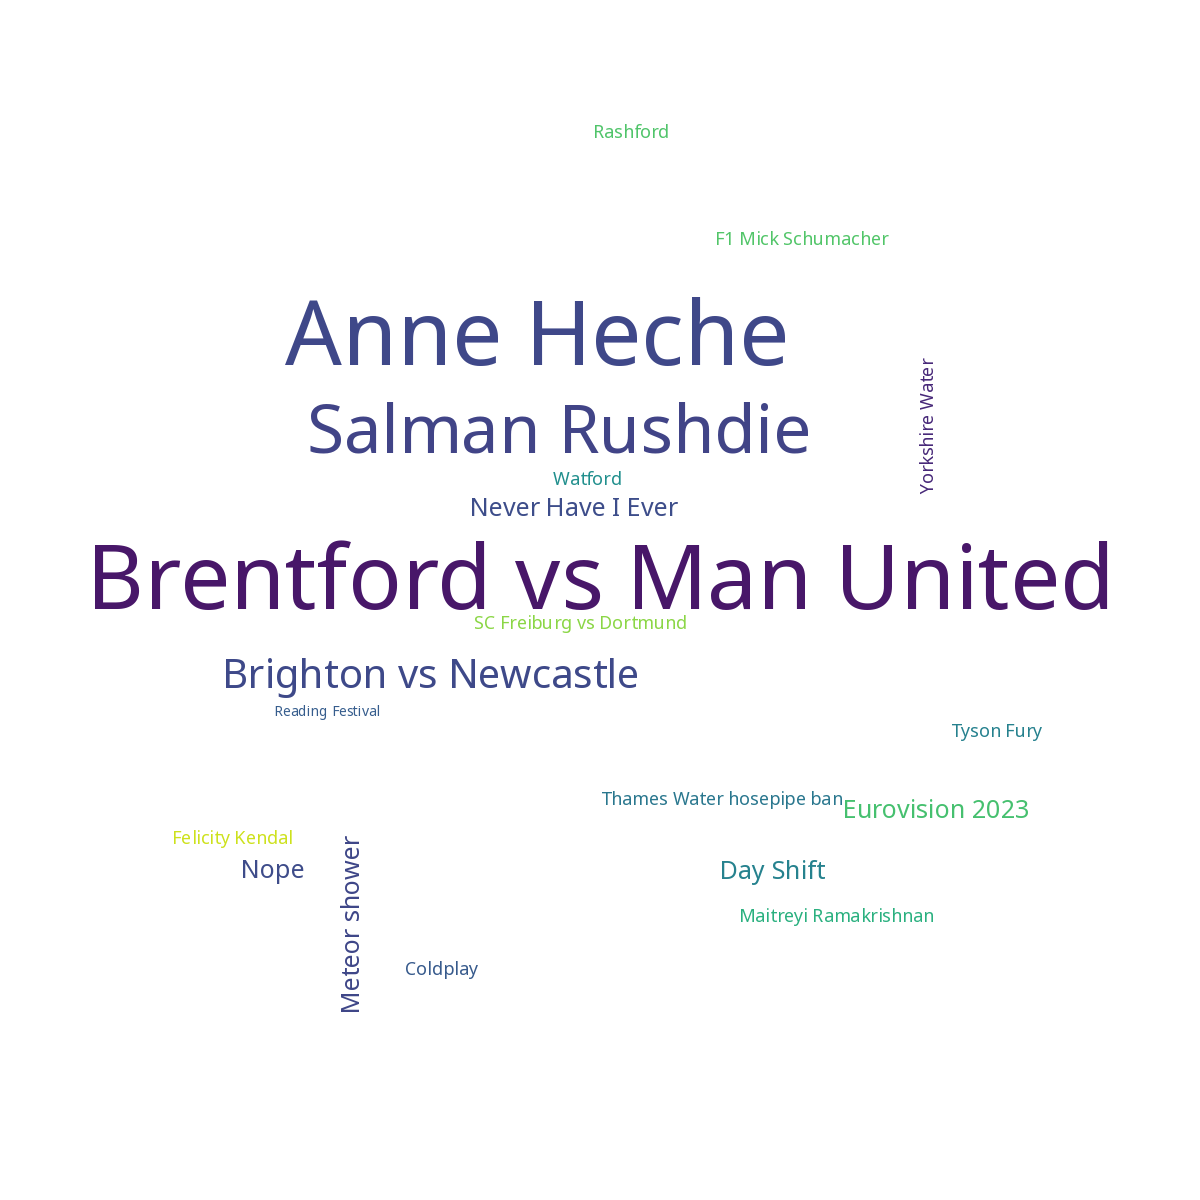 Rashford
F1 Mick Schumacher
Anne Heche
Yorkshire Water
Salman Rushdie
Watford
Never Have I Ever
Brentford vs Man United
SC Freiburg vs Dortmund
Brighton vs Newcastle
Reading Festival
Tyson Fury
Thames Water hosepipe ban
Eurovision 2023
Felicity Kendal
Nope
Meteor shower
Day Shift
Maitreyi Ramakrishnan
Coldplay